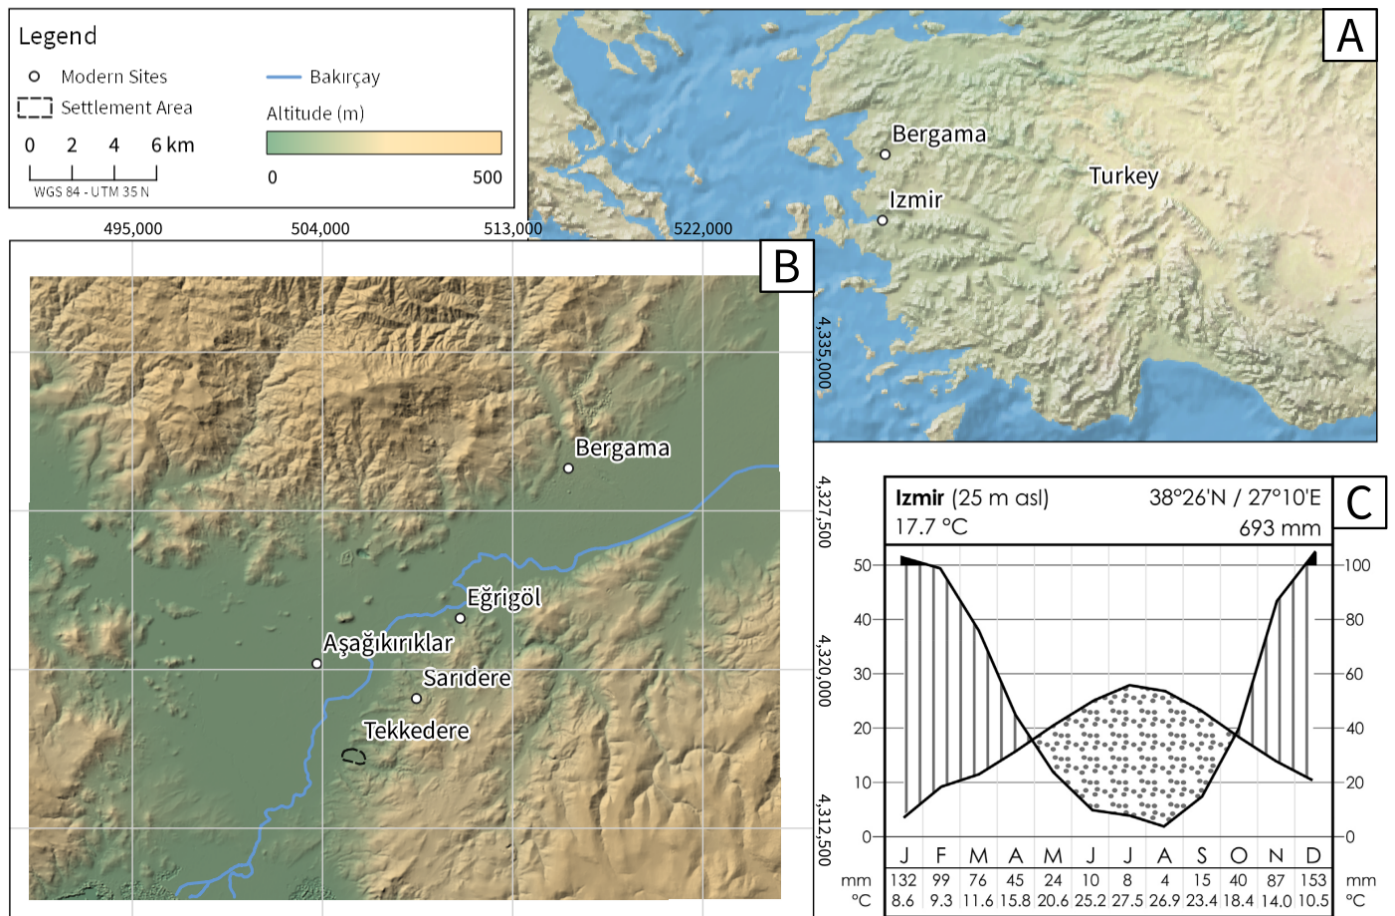 Legend
Modern Sites
Bakırçay
Settlement Area
Altitude (m)
0 2 4 6 km
WGS 84 - UTM 35 N
0 500
A
Bergama
Turkey
Izmir
495,000 504,000 513,000 522,000
B
4,335,000
4,327,500
4,320,000
4,312,500
Bergama
Eğrigöl
Aşağıkırıklar
Sarıdere
Tekkedere
C
Izmir (25 m asl) 38°26'N / 27°10'E
17.7 °C 693 mm
50 100
40 80
30 60
20 40
10 20
0 0
J F M A M J J A S O N D
mm 132 99 76 45 24 10 8 4 15 40 87 153 mm
°C 8.6 9.3 11.6 15.8 20.6 25.2 27.5 26.9 23.4 18.4 14.0 10.5 °C